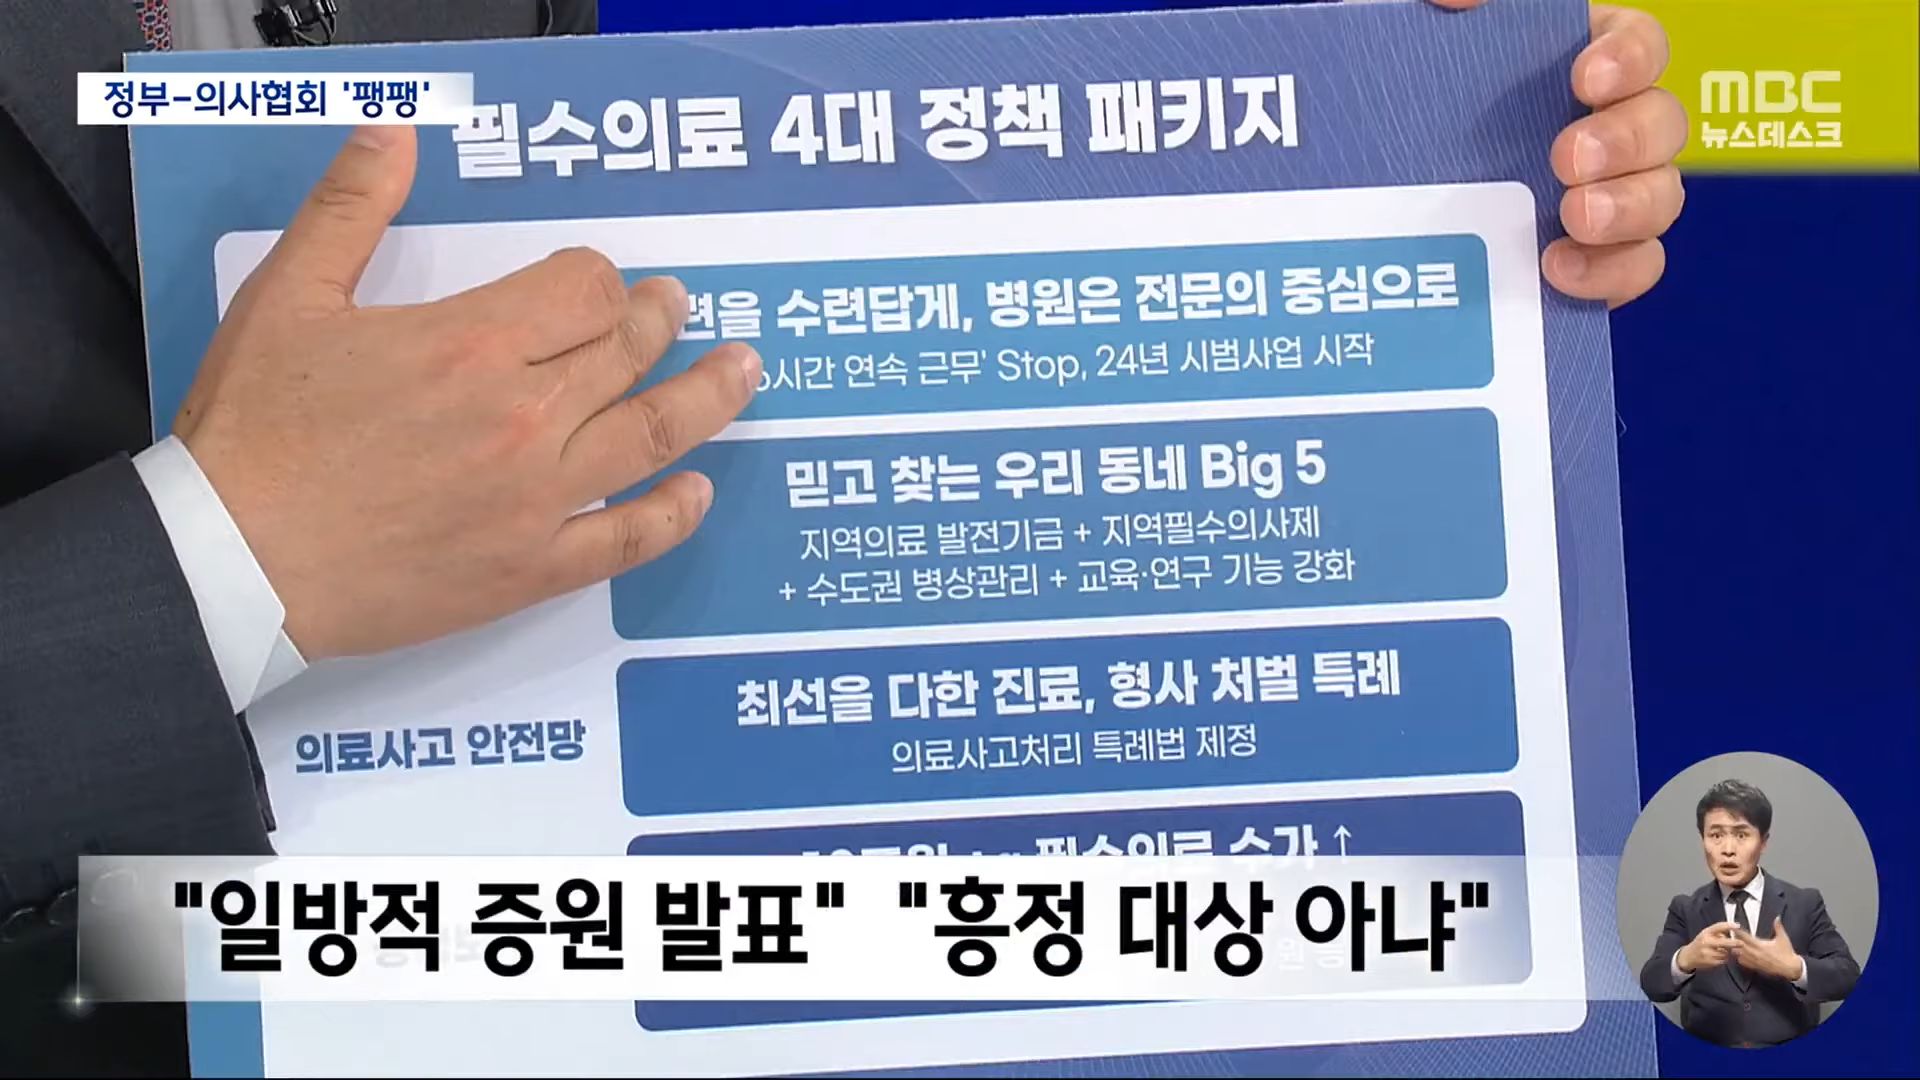 정부-의사협회 '팽팽'
MBC
뉴스데스크
필수의료 4대 정책 패키지
수련답게, 병원은 전문의 중심으로
연속 근무' Stop, 24년 시범사업 시작
믿고 찾는 우리 동네 Big 5
지역의료 발전기금 + 지역필수의사제
+ 수도권 병상관리 + 교육·연구 기능 강화
최선을 다한 진료, 형사 처벌 특례
의료사고처리 특례법 제정
의료사고 안전망
필수의료 수가↑
"일방적 증원 발표" "흥정 대상 아냐"